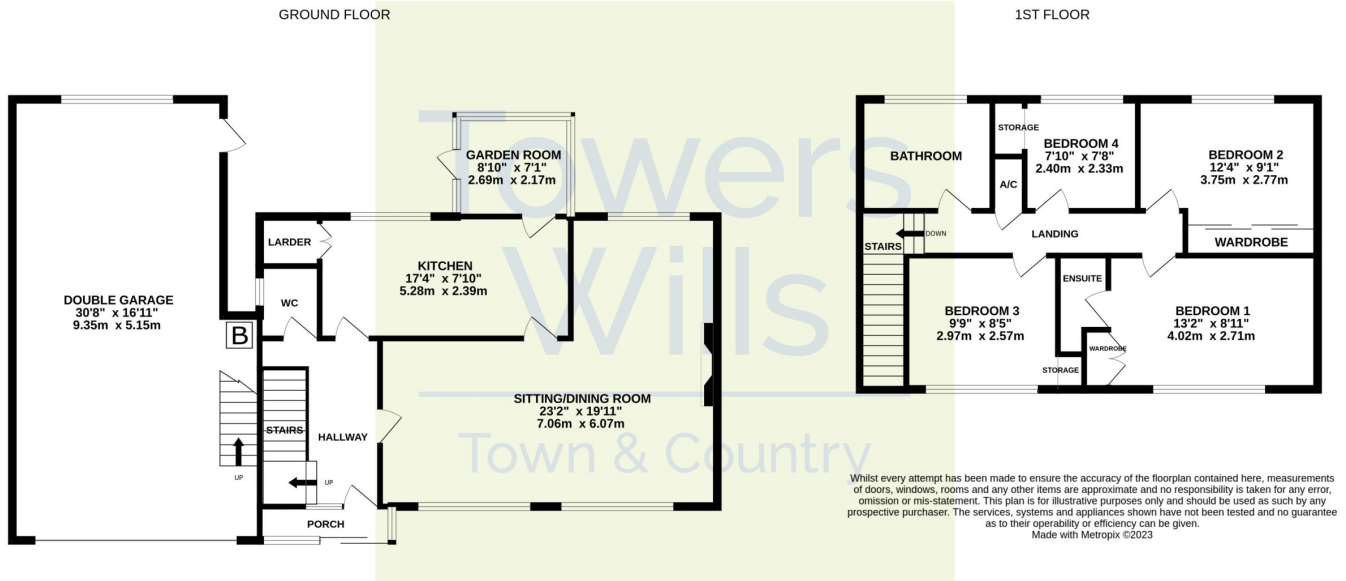 GROUND FLOOR
1ST FLOOR
Towers
Wills
Town & Country
GARDEN ROOM
8'10" x 7'1"
2.69m x 2.17m
LARDER
KITCHEN
17'4" x 7'10"
5.28m x 2.39m
WC
DOUBLE GARAGE
30'8" x 16'11"
9.35m x 5.15m
B
SITTING/DINING ROOM
23'2" x 19'11"
7.06m x 6.07m
STAIRS
HALLWAY
UP
UP
PORCH
STORAGE
BEDROOM 4
7'10" x 7'8"
2.40m x 2.33m
BATHROOM
BEDROOM 2
12'4" x 9'1"
3.75m x 2.77m
A/C
DOWN
LANDING
STAIRS
WARDROBE
ENSUITE
BEDROOM 3
9'9" x 8'5"
2.97m x 2.57m
BEDROOM 1
13'2" x 8'11"
4.02m x 2.71m
WARDROBE
STORAGE
Whilst every attempt has been made to ensure the accuracy of the floorplan contained here, measurements
of doors, windows, rooms and any other items are approximate and no responsibility is taken for any error,
omission or mis-statement. This plan is for illustrative purposes only and should be used as such by any
prospective purchaser. The services, systems and appliances shown have not been tested and no guarantee
as to their operability or efficiency can be given.
Made with Metropix ©2023